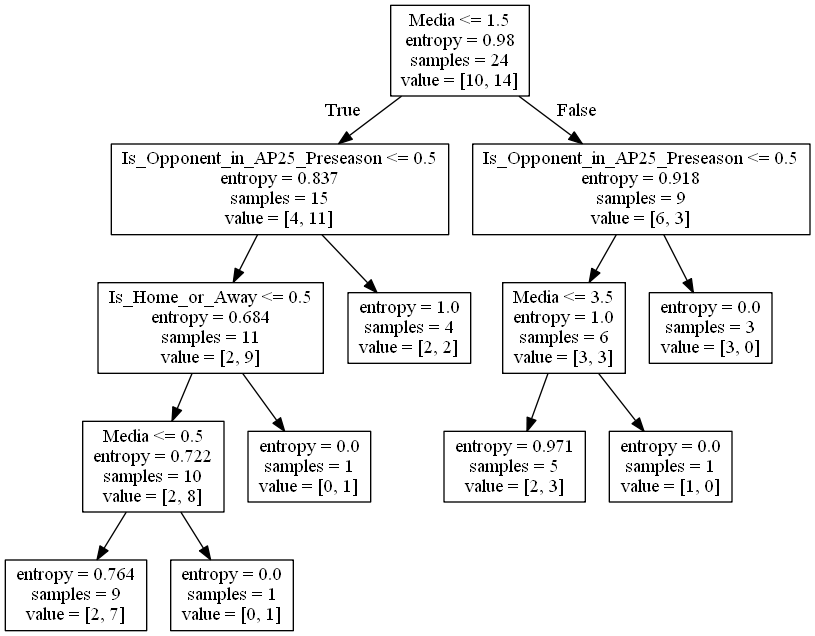 Media <= 1.5
entropy = 0.98
samples = 24
value = [10, 14]
True
False
Is_Opponent_in_AP25_Preseason <= 0.5
entropy = 0.837
samples = 15
value = [4, 11]
Is_Opponent_in_AP25_Preseason <= 0.5
entropy = 0.918
samples = 9
value = [6, 3]
Is_Home_or_Away <= 0.5
entropy = 0.684
samples = 11
value = [2, 9]
entropy = 1.0
samples = 4
value = [2, 2]
Media <= 3.5
entropy = 1.0
samples = 6
value = [3, 3]
entropy = 0.0
samples = 3
value = [3, 0]
Media <= 0.5
entropy = 0.722
samples = 10
value = [2, 8]
entropy = 0.0
samples = 1
value = [0, 1]
entropy = 0.971
samples = 5
value = [2, 3]
entropy = 0.0
samples = 1
value = [1, 0]
entropy = 0.764
samples = 9
value = [2, 7]
entropy = 0.0
samples = 1
value = [0, 1]